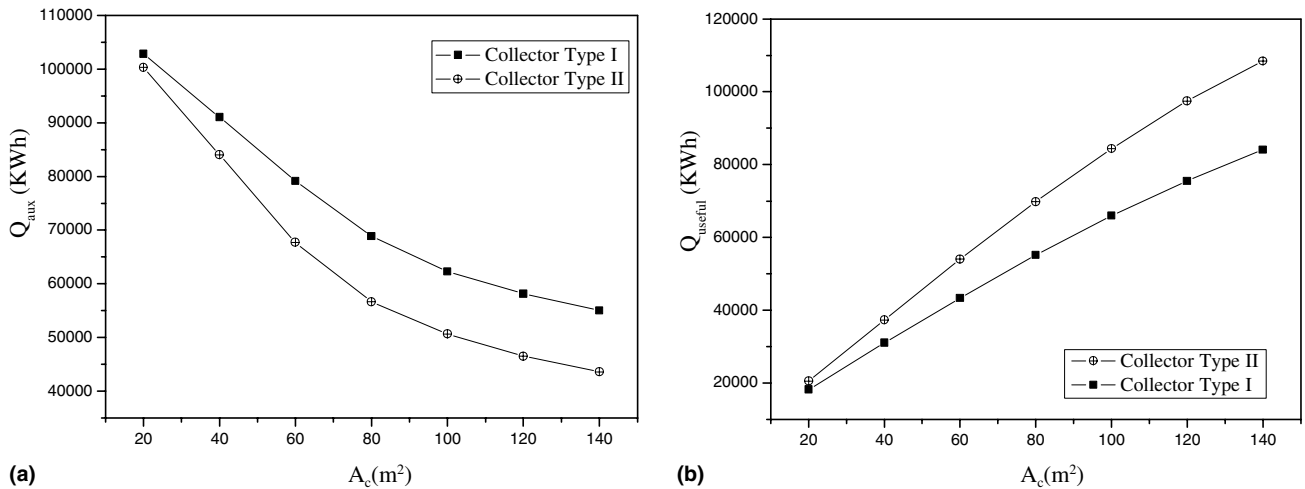 110000
100000
90000
80000
70000
60000
50000
40000
Q_aux (KWh)
Collector Type I
Collector Type II
20 40 60 80 100 120 140
(a)
A_c(m²)
120000
100000
80000
60000
40000
20000
Q_useful (KWh)
Collector Type II
Collector Type I
20 40 60 80 100 120 140
(b)
A_c(m²)